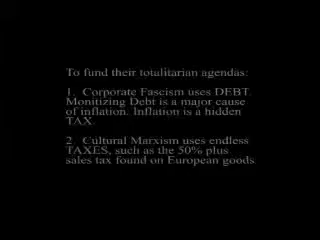 To fund their totalitarian agendas:
1. Corporate Fascism uses DEBT.
Monitizing Debt is a major cause
of inflation. Inflation is a hidden
TAX.
2. Cultural Marxism uses endless
TAXES, such as the 50% plus
sales tax found on European goods